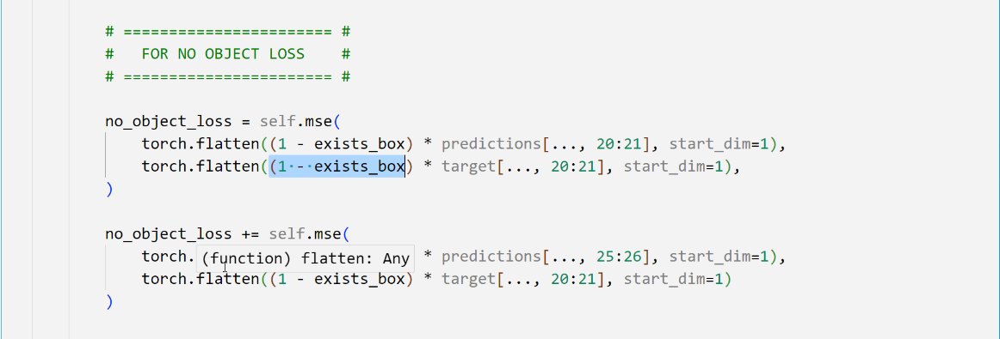 # ======================= #
#   FOR NO OBJECT LOSS    #
# ======================= #
no_object_loss = self.mse(
torch.flatten((1 - exists_box) * predictions[..., 20:21], start_dim=1),
torch.flatten((1 - exists_box) * target[..., 20:21], start_dim=1),
)
no_object_loss += self.mse(
torch. (function) flatten: Any * predictions[..., 25:26], start_dim=1),
torch.flatten((1 - exists_box) * target[..., 20:21], start_dim=1)
)